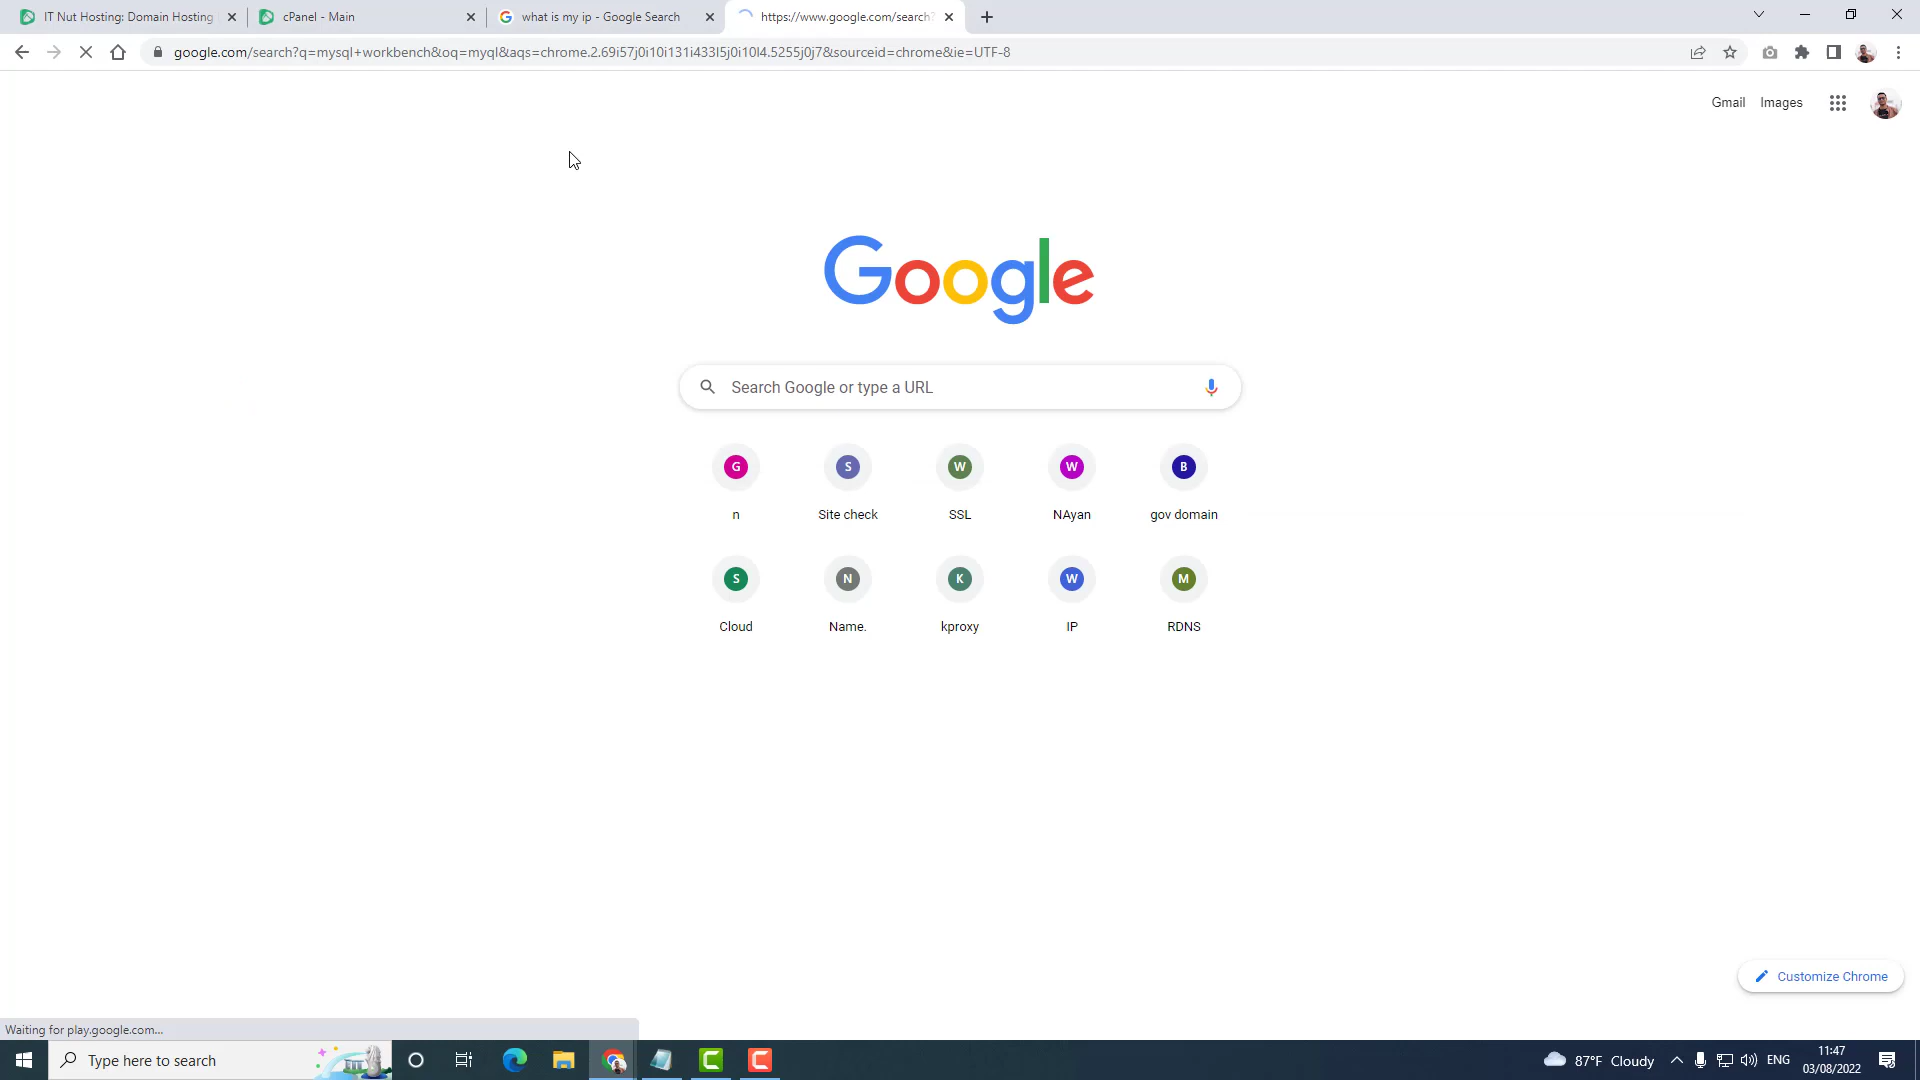 IT Nut Hosting: Domain Hosting
cPanel - Main
what is my ip - Google Search
https://www.google.com/search?
google.com/search?q=mysql+workbench&oq=myql&aqs=chrome.2.69i57j0i10i131i433l5j0i10l4.5255j0j7&sourceid=chrome&ie=UTF-8
Gmail Images
Google
Search Google or type a URL
G S W W B
n Site check SSL NAyan gov domain
S N K W M
Cloud Name. kproxy IP RDNS
Customize Chrome
Waiting for play.google.com...
Type here to search
87°F Cloudy
ENG
11:47
03/08/2022